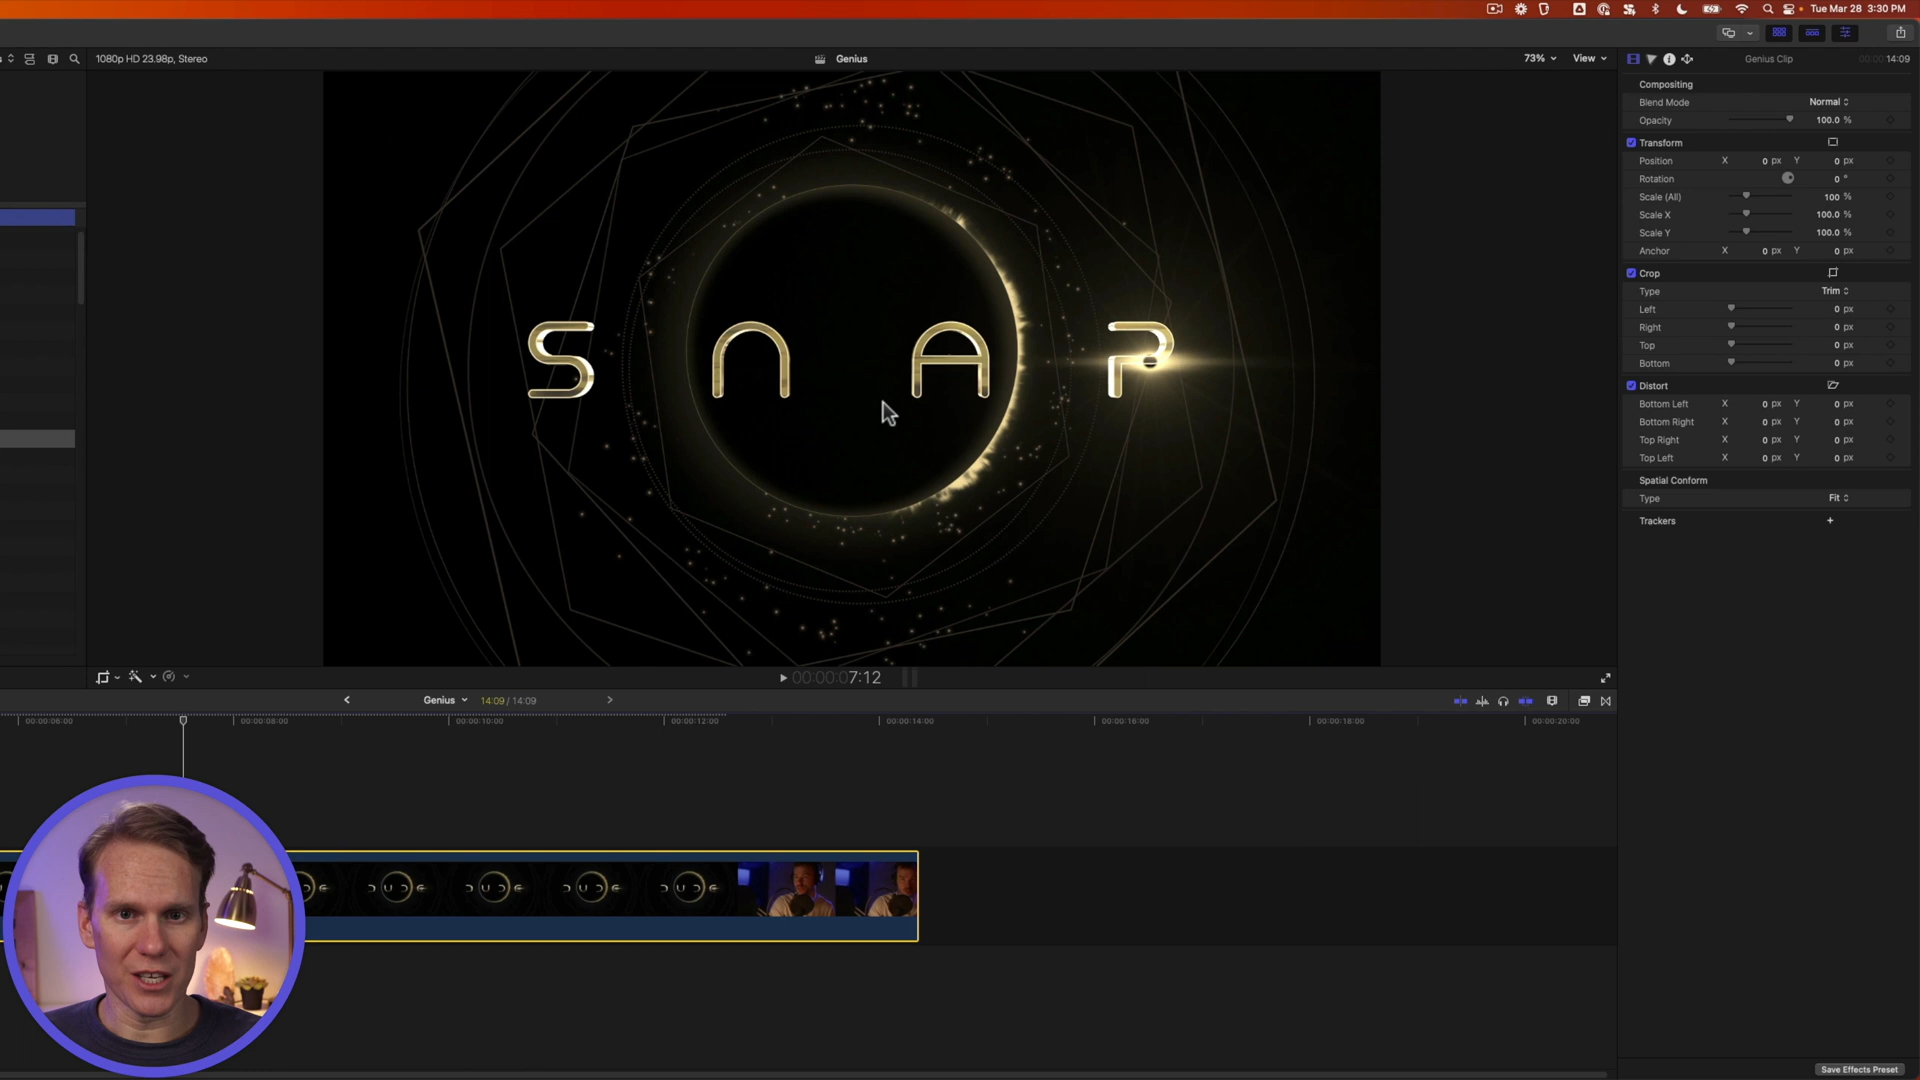 Tue Mar 28 3:30 PM
1080p HD 23.98p, Stereo
Genius
73%
View
Genius Clip
00:00:14:09
Compositing
Blend Mode Normal
Opacity 100.0 %
Transform
Position X 0 px Y 0 px
Rotation 0 °
Scale (All) 100 %
Scale X 100.0 %
Scale Y 100.0 %
Anchor X 0 px Y 0 px
Crop
Type Trim
Left 0 px
Right 0 px
Top 0 px
Bottom 0 px
Distort
Bottom Left X 0 px Y 0 px
Bottom Right X 0 px Y 0 px
Top Right X 0 px Y 0 px
Top Left X 0 px Y 0 px
Spatial Conform
Type Fit
Trackers +
SNAP
00:00:07:12
Genius 14:09 / 14:09
00:00:06:00 00:00:08:00 00:00:10:00 00:00:12:00 00:00:14:00 00:00:16:00 00:00:18:00 00:00:20:00
Save Effects Preset